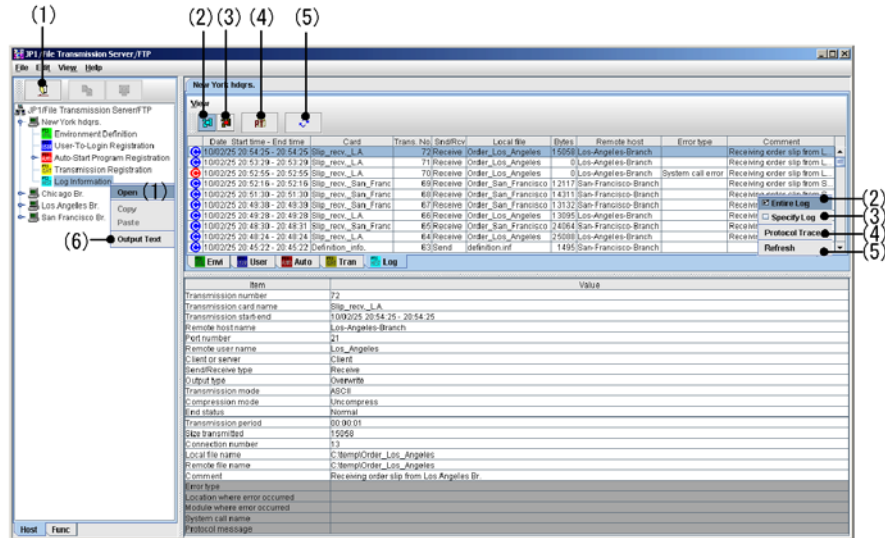 (1) (2) (3) (4) (5)
JP1/File Transmission Server/FTP
File Edit View Help
New York hdqrs.
View
JP1/File Transmission Server/FTP
New York hdqrs.
Environment Definition
User-To-Login Registration
Auto-Start Program Registration
Transmission Registration
Log Information
Chicago Br.
Los Angeles Br.
San Francisco Br.
Open (1)
Copy
Paste
(6) Output Text
Date Start time - End time Card Trans. No. Snd/Rcv Local file Bytes Remote host Error type Comment
10/02/25 20:54:25 - 20:54:25 Slip_recv._L.A. 72 Receive Order_Los_Angeles 15058 Los-Angeles-Branch Receiving order slip from L...
10/02/25 20:53:29 - 20:53:29 Slip_recv._L.A. 71 Receive Order_Los_Angeles 0 Los-Angeles-Branch Receiving order slip from L...
10/02/25 20:52:55 - 20:52:55 Slip_recv._L.A. 70 Receive Order_Los_Angeles 0 Los-Angeles-Branch System call error Receiving order slip from L...
10/02/25 20:52:16 - 20:52:16 Slip_recv._San_Franc 69 Receive Order_San_Francisco 12117 San-Francisco-Branch Receiving order slip from S...
10/02/25 20:51:30 - 20:51:30 Slip_recv._San_Franc 68 Receive Order_San_Francisco 14311 San-Francisco-Branch Receiving
10/02/25 20:49:38 - 20:49:39 Slip_recv._San_Franc 67 Receive Order_San_Francisco 13132 San-Francisco-Branch Receiving
10/02/25 20:49:28 - 20:49:28 Slip_recv._L.A. 66 Receive Order_Los_Angeles 13095 Los-Angeles-Branch Receiving
10/02/25 20:48:30 - 20:48:31 Slip_recv._San_Franc 65 Receive Order_San_Francisco 24064 San-Francisco-Branch Receiving
10/02/25 20:48:24 - 20:48:24 Slip_recv._L.A. 64 Receive Order_Los_Angeles 25088 Los-Angeles-Branch Receiving
10/02/25 20:45:22 - 20:45:22 Definition_info. 63 Send definition.inf 1495 San-Francisco-Branch
Entire Log (2)
Specify Log (3)
Protocol Trace (4)
Refresh (5)
Envi User Auto Tran Log
Item Value
Transmission number 72
Transmission card name Slip_recv._L.A.
Transmission start-end 10/02/25 20:54:25 - 20:54:25
Remote host name Los-Angeles-Branch
Port number 21
Remote user name Los_Angeles
Client or server Client
Send/Receive type Receive
Output type Overwrite
Transmission mode ASCII
Compression mode Uncompress
End status Normal
Transmission period 00:00:01
Size transmitted 15058
Connection number 13
Local file name C:\temp\Order_Los_Angeles
Remote file name C:\temp\Order_Los_Angeles
Comment Receiving order slip from Los Angeles Br.
Error type
Location where error occurred
Module where error occurred
System call name
Protocol message
Host Func